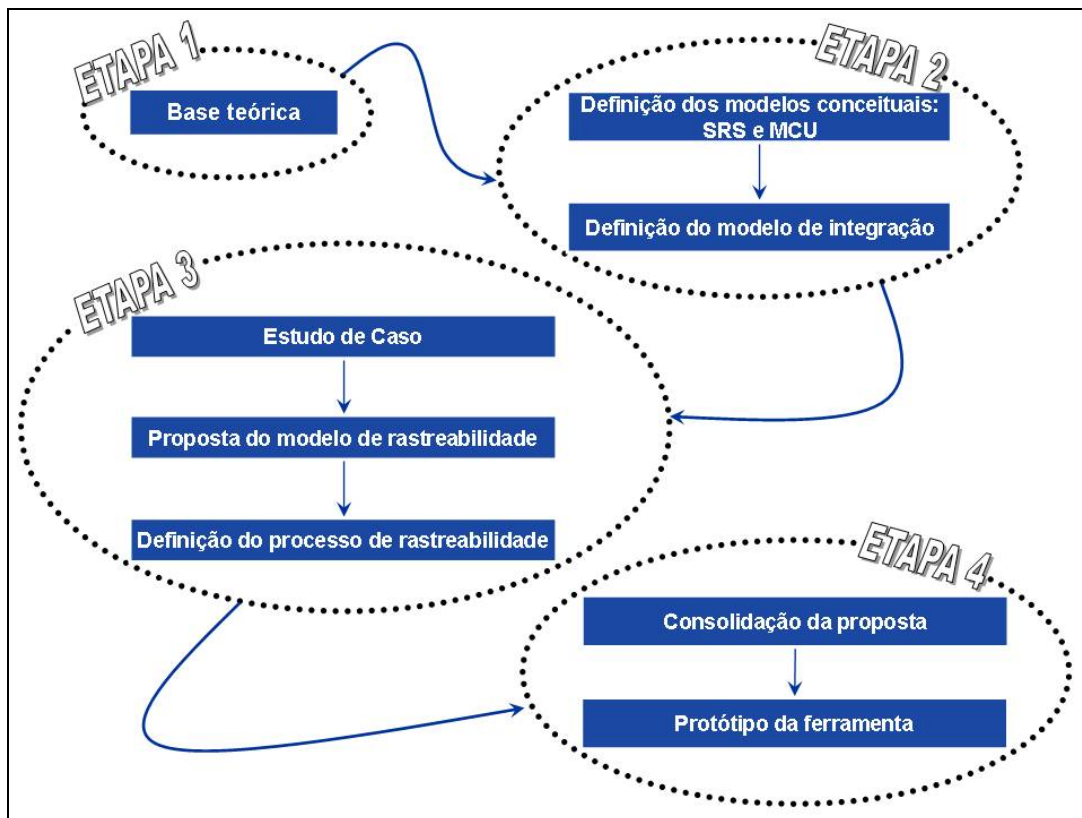 ETAPA 1
Base teórica
ETAPA 2
Definição dos modelos conceituais:
SRS e MCU
Definição do modelo de integração
ETAPA 3
Estudo de Caso
Proposta do modelo de rastreabilidade
Definição do processo de rastreabilidade
ETAPA 4
Consolidação da proposta
Protótipo da ferramenta